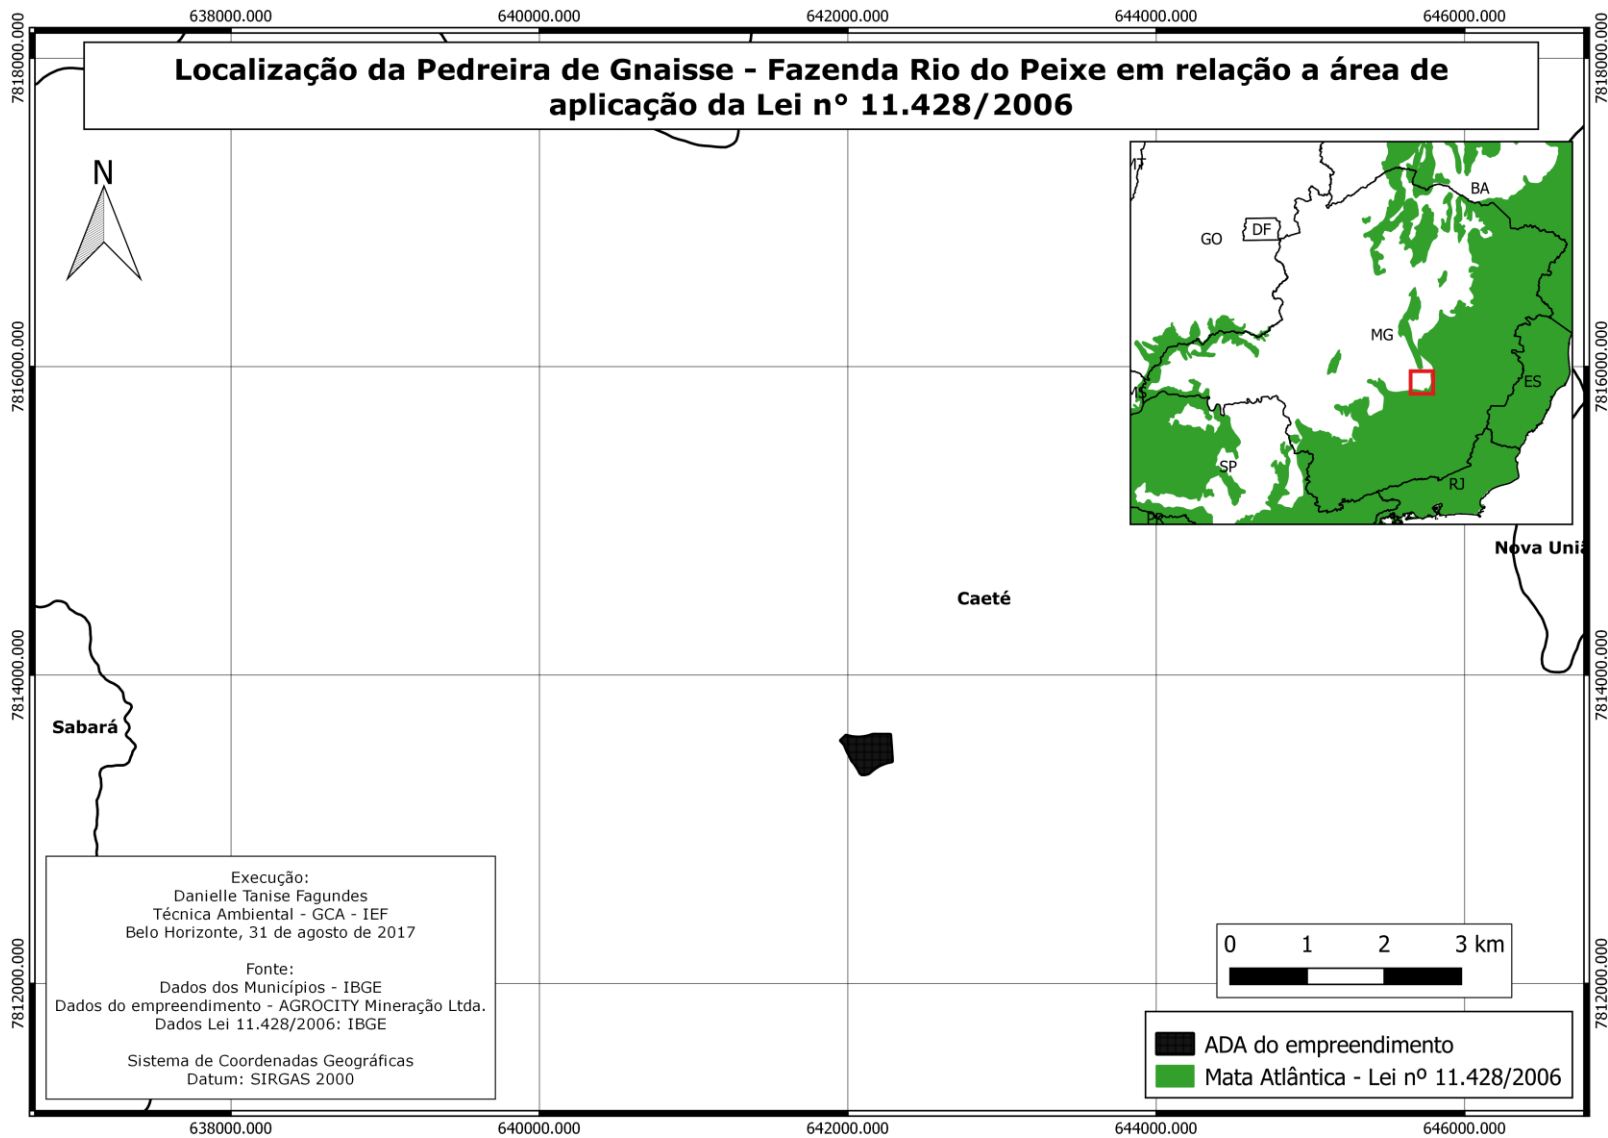 638000.000
640000.000
642000.000
644000.000
646000.000
7818000.000
7818000.000
Localização da Pedreira de Gnaisse - Fazenda Rio do Peixe em relação a área de
aplicação da Lei n° 11.428/2006
N
MT
BA
GO
DF
MG
MS
ES
SP
RJ
PR
7816000.000
7816000.000
Nova Uniã
Caeté
7814000.000
7814000.000
Sabará
Execução:
Danielle Tanise Fagundes
Técnica Ambiental - GCA - IEF
Belo Horizonte, 31 de agosto de 2017
Fonte:
Dados dos Municípios - IBGE
Dados do empreendimento - AGROCITY Mineração Ltda.
Dados Lei 11.428/2006: IBGE
Sistema de Coordenadas Geográficas
Datum: SIRGAS 2000
0 1 2 3 km
7812000.000
7812000.000
ADA do empreendimento
Mata Atlântica - Lei nº 11.428/2006
638000.000
640000.000
642000.000
644000.000
646000.000